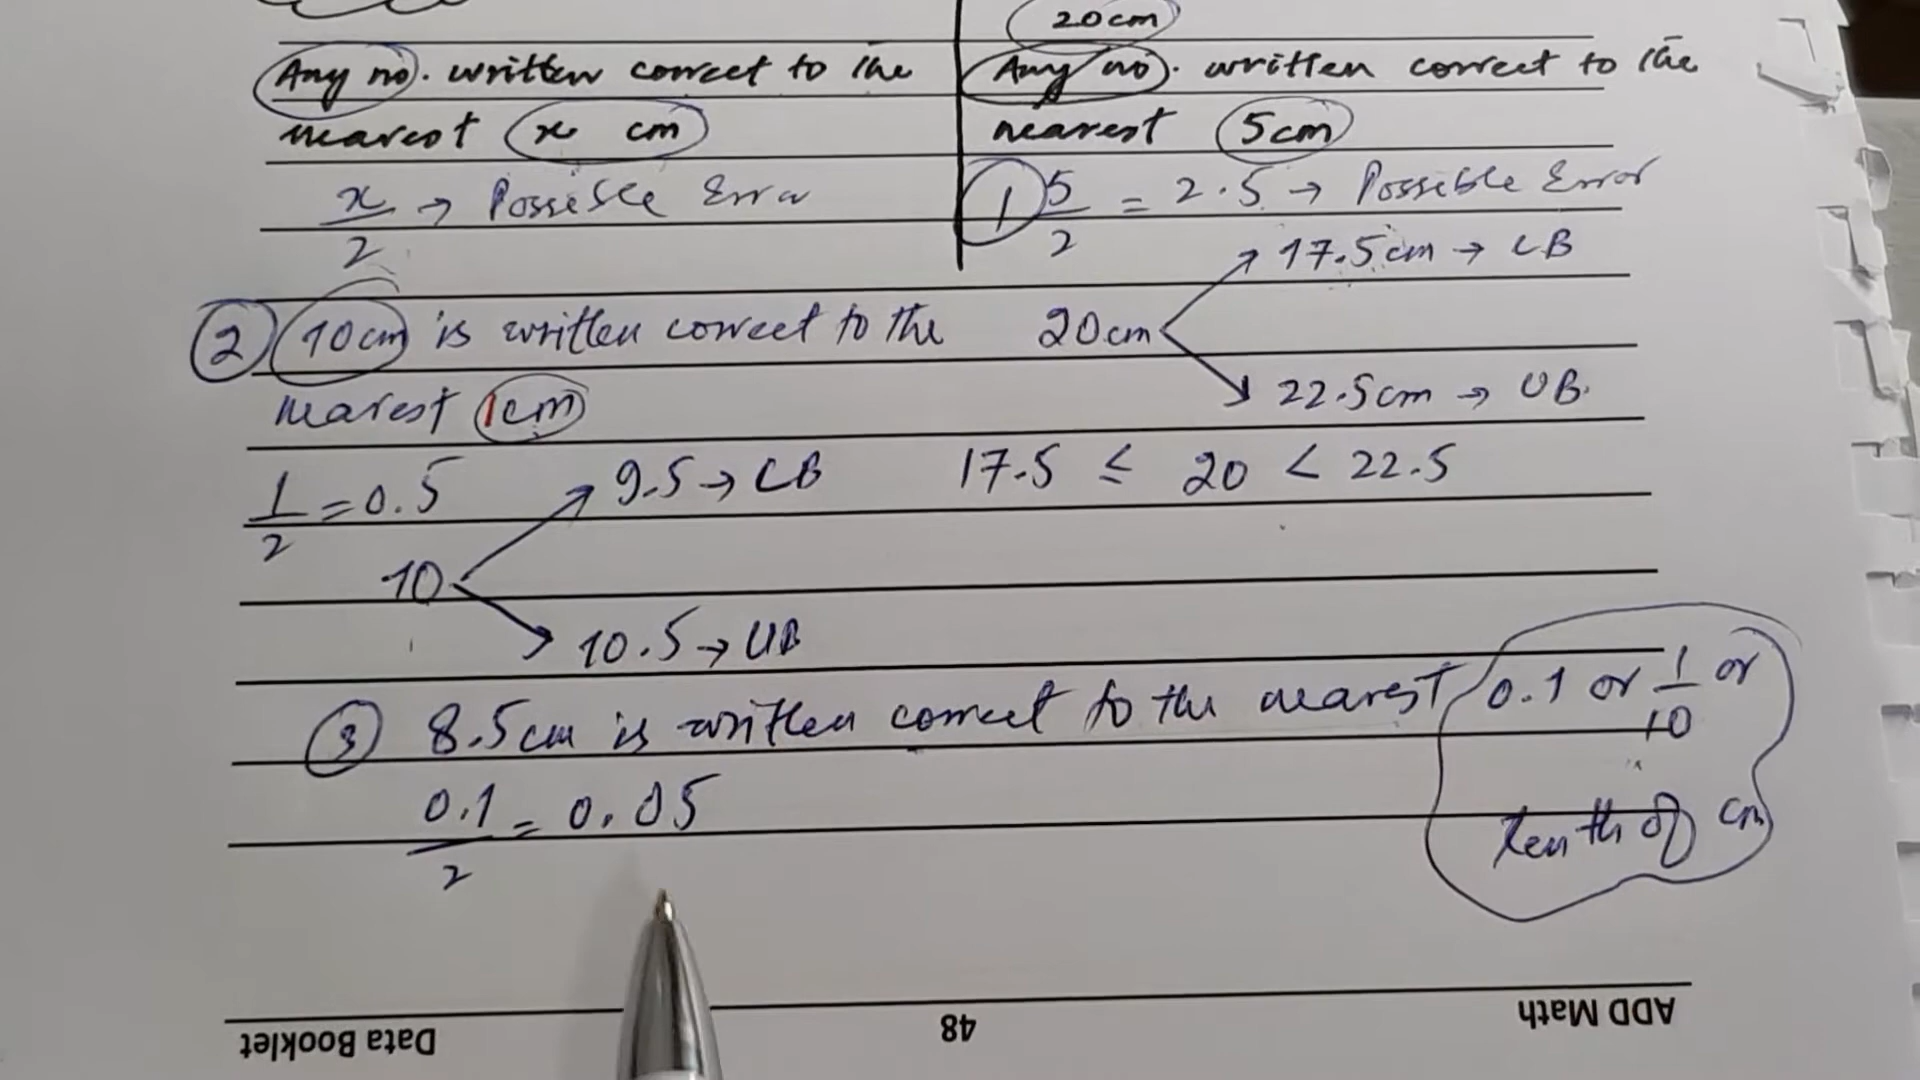 20cm
Any no. written correct to the
nearest x cm
x/2 → Possible Error
Any no. written correct to the
nearest 5cm
1 5/2 = 2.5 → Possible Error
17.5cm → LB
20cm
22.5cm → UB.
17.5 ≤ 20 < 22.5
2 10cm is written correct to the
nearest 1cm
1/2 = 0.5
9.5 → LB
10
10.5 → UB
3 8.5cm is written correct to the nearest 0.1 or 1/10 or
tenth of cm
0.1/2 = 0.05
ADD Math 48 Data Booklet